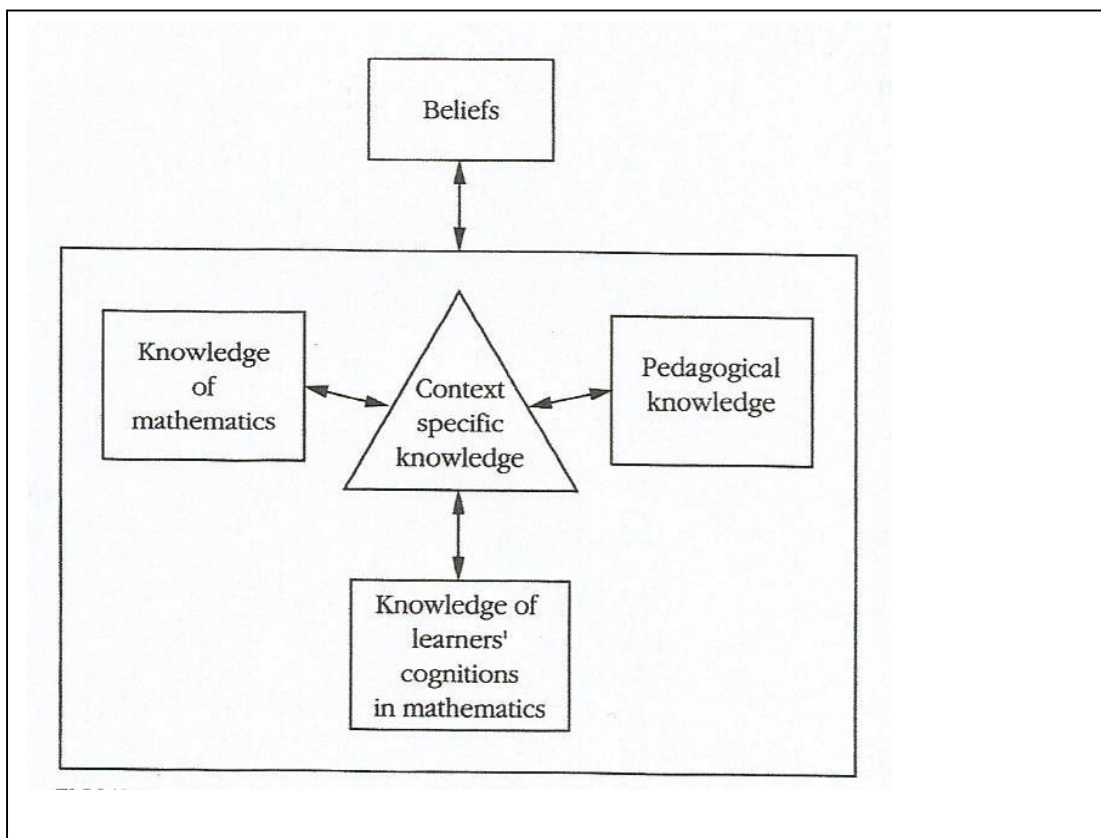 Beliefs
Knowledge
of
mathematics
Context
specific
knowledge
Pedagogical
knowledge
Knowledge of
learners'
cognitions
in mathematics